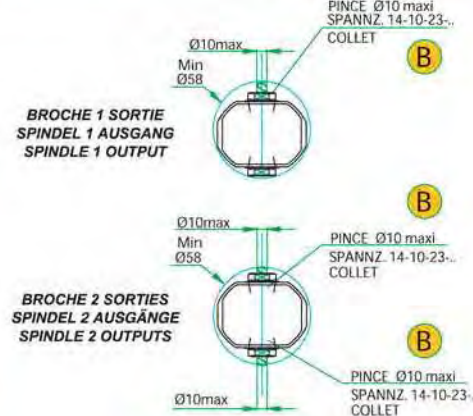 PINCE Ø10 maxi
SPANNZ. 14-10-23-..
COLLET
Ø10max
B
Min
Ø58
BROCHE 1 SORTIE
SPINDEL 1 AUSGANG
SPINDLE 1 OUTPUT
B
Ø10max
PINCE Ø10 maxi
Min
SPANNZ. 14-10-23-..
Ø58
COLLET
BROCHE 2 SORTIES
SPINDEL 2 AUSGÄNGE
SPINDLE 2 OUTPUTS
B
PINCE Ø10 maxi
SPANNZ. 14-10-23-
Ø10max
COLLET